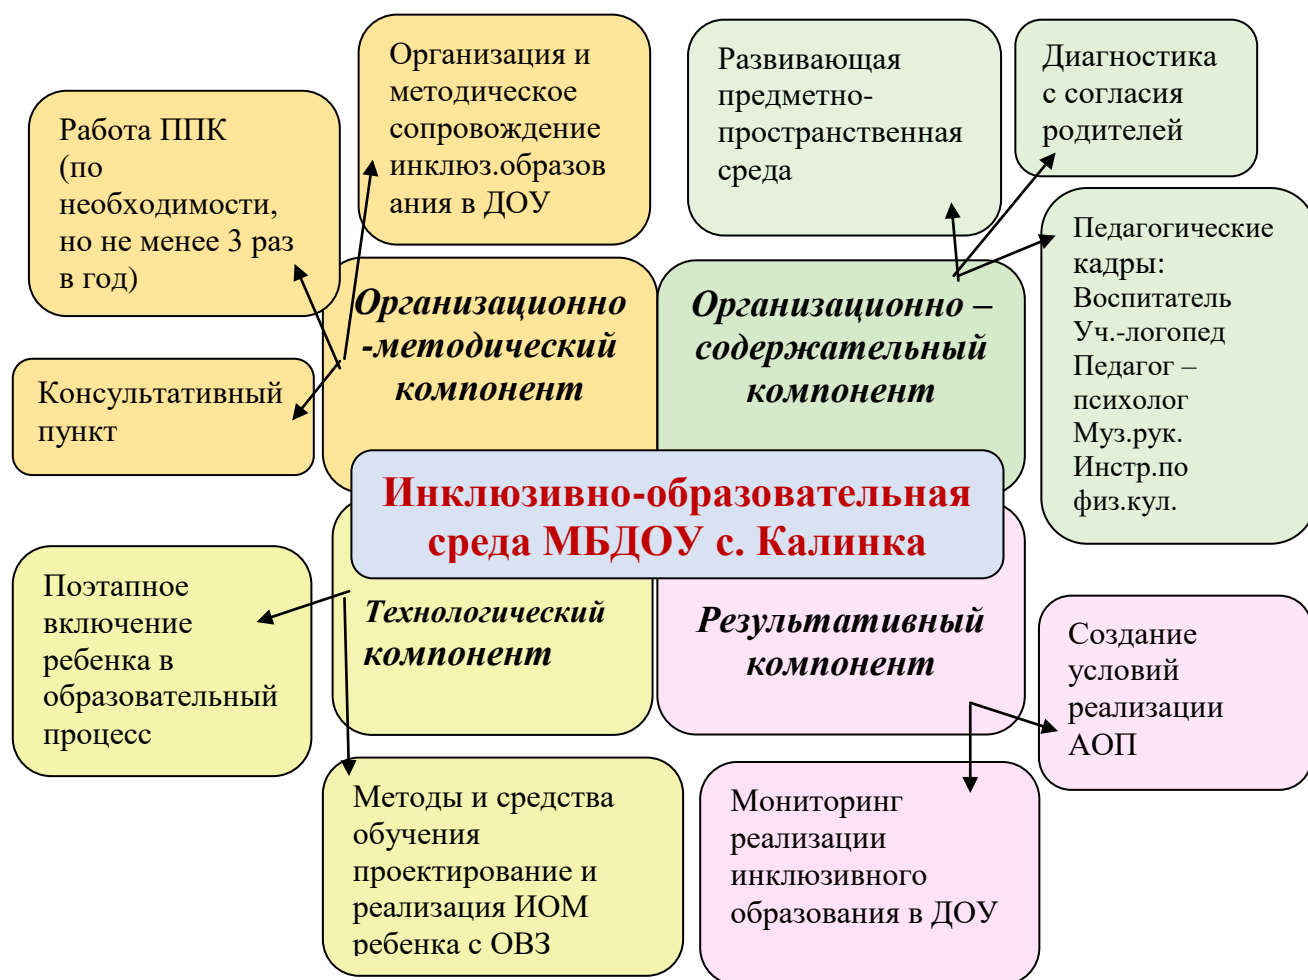 Организация и
методическое
сопровождение
инклюз.образов
ания в ДОУ
Развивающая
предметно-
пространственная
среда
Диагностика
с согласия
родителей
Работа ППК
(по
необходимости,
но не менее 3 раз
в год)
Педагогические
кадры:
Воспитатель
Уч.-логопед
Педагог –
психолог
Муз.рук.
Инстр.по
физ.кул.
Организационно
-методический
компонент
Организационно –
содержательный
компонент
Консультативный
пункт
Инклюзивно-образовательная
среда МБДОУ с. Калинка
Поэтапное
включение
ребенка в
образовательный
процесс
Технологический
компонент
Результативный
компонент
Создание
условий
реализации
АОП
Методы и средства
обучения
проектирование и
реализация ИОМ
ребенка с ОВЗ
Мониторинг
реализации
инклюзивного
образования в ДОУ